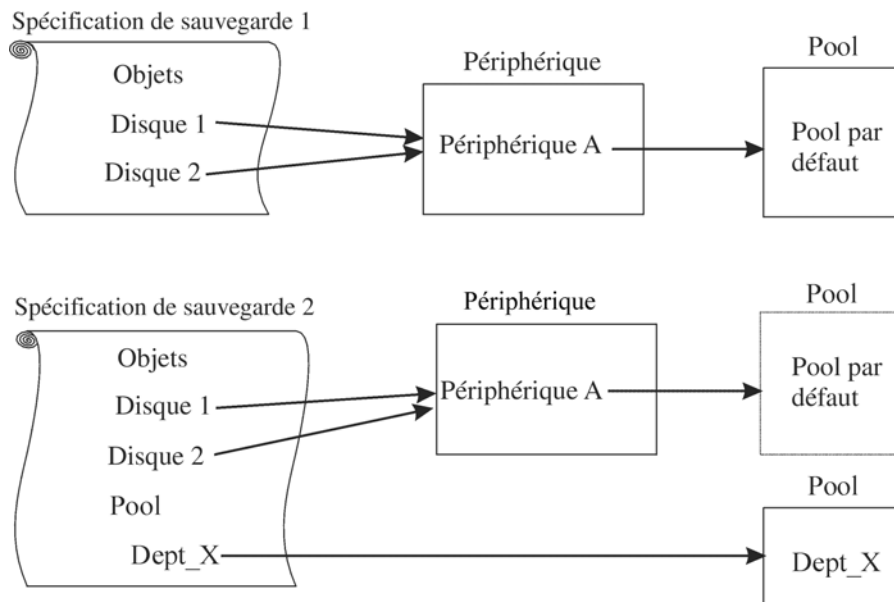 Spécification de sauvegarde 1
Objets
Disque 1
Disque 2
Périphérique
Périphérique A
Pool
Pool par
défaut
Spécification de sauvegarde 2
Objets
Disque 1
Disque 2
Pool
Dept_X
Périphérique
Périphérique A
Pool
Pool par
défaut
Pool
Dept_X